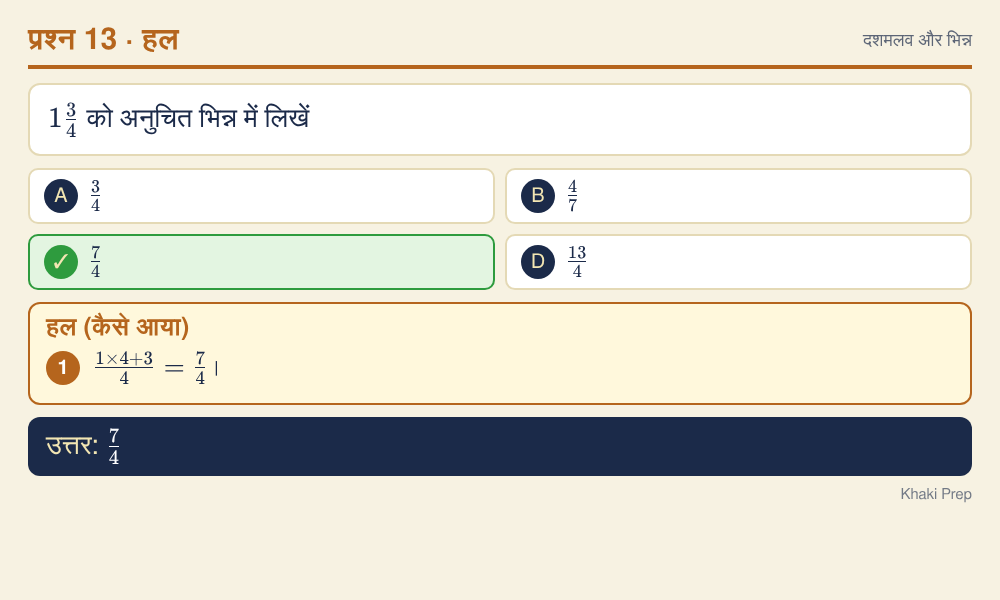 प्रश्न 13 · हल
दशमलव और भिन्न
1 3/4 को अनुचित भिन्न में लिखें
A 3/4
B 4/7
✓ 7/4
D 13/4
हल (कैसे आया)
1 (1×4+3)/4 = 7/4 ।
उत्तर: 7/4
Khaki Prep